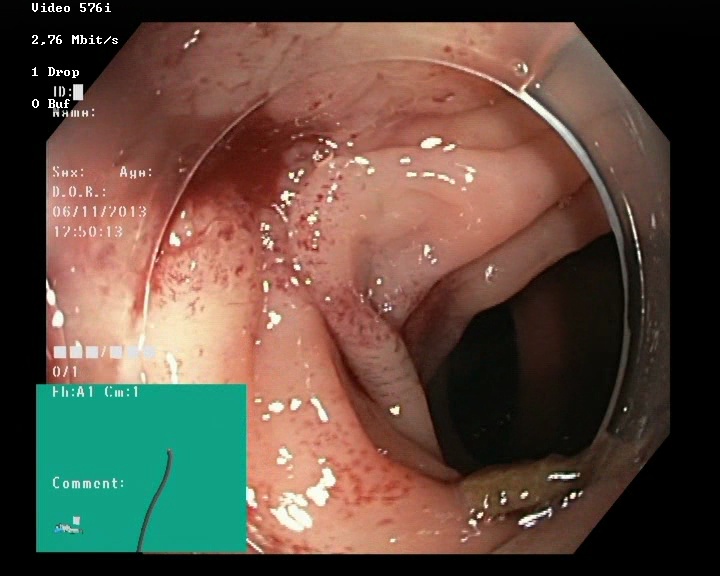 Video 576i
2,76 Mbit/s
1 Drop
ID:
0 Buf
Name:
Sex: Age:
D.O.B.:
06/11/2013
12:50:13
/
0/1
Eh:A1 Cm:1
Comment: